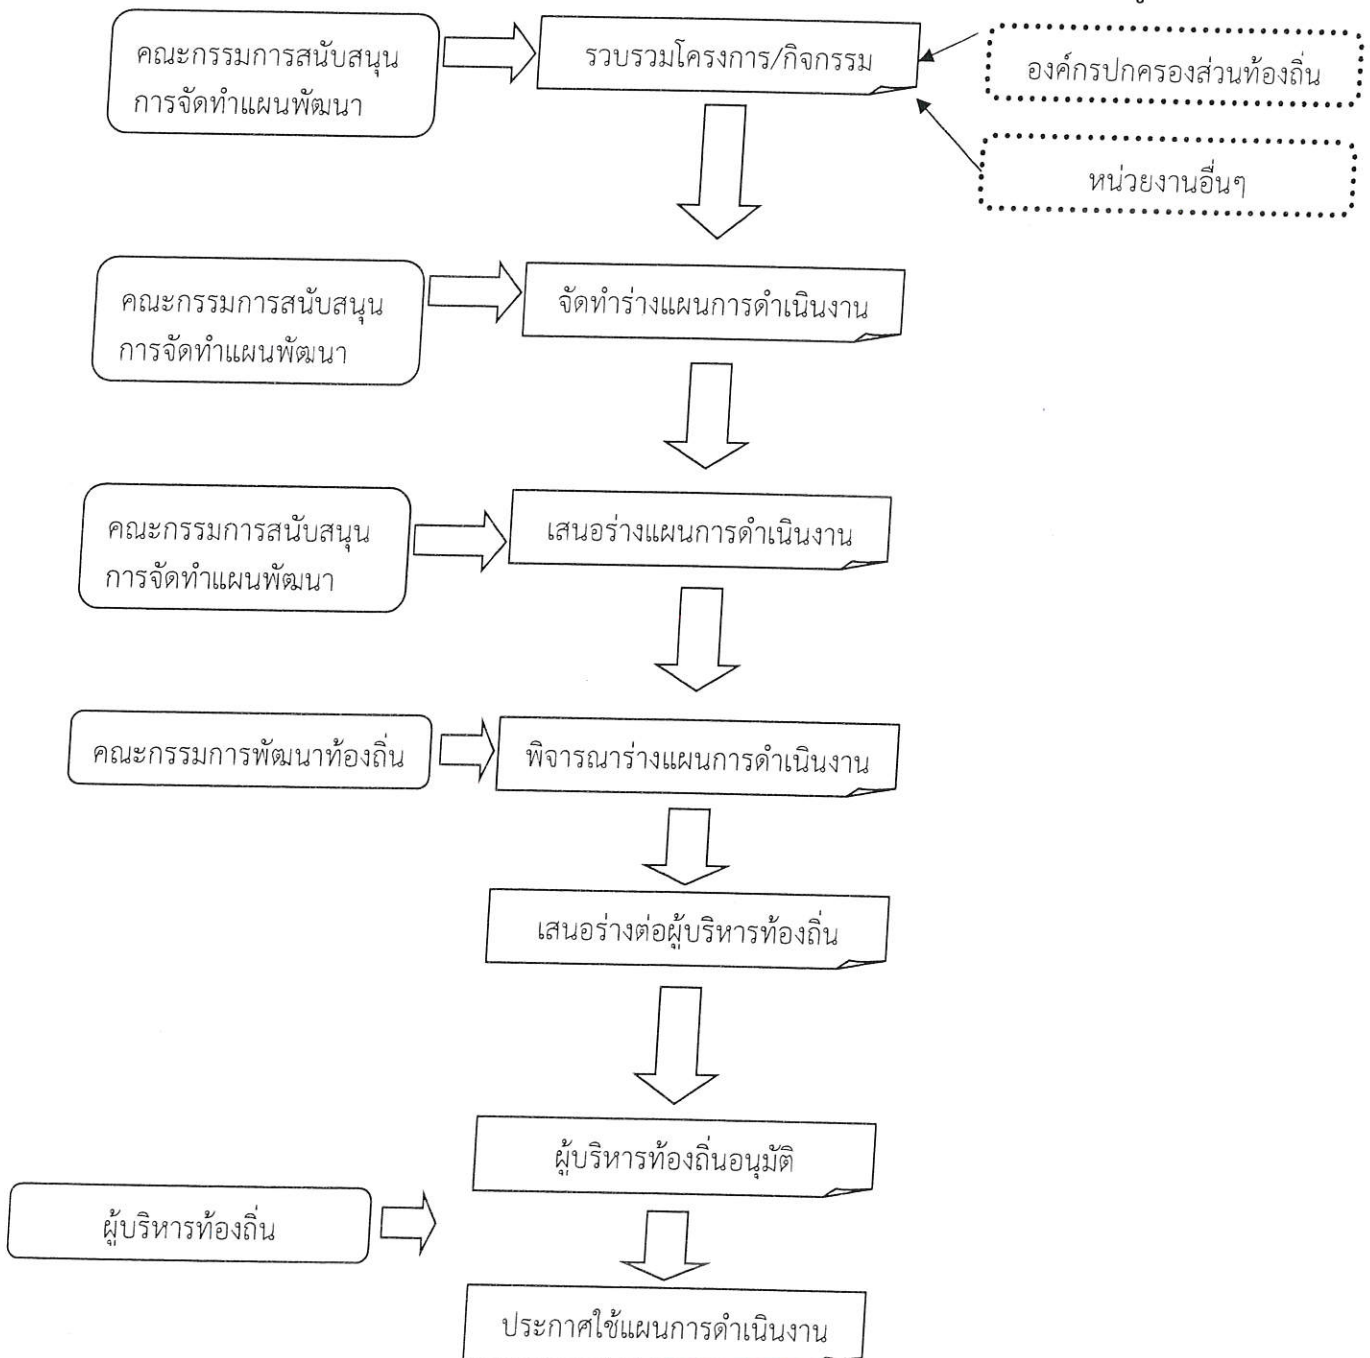 คณะกรรมการสนับสนุน
การจัดทำแผนพัฒนา
รวบรวมโครงการ/กิจกรรม
องค์กรปกครองส่วนท้องถิ่น
หน่วยงานอื่นๆ
คณะกรรมการสนับสนุน
การจัดทำแผนพัฒนา
จัดทำร่างแผนการดำเนินงาน
คณะกรรมการสนับสนุน
การจัดทำแผนพัฒนา
เสนอร่างแผนการดำเนินงาน
คณะกรรมการพัฒนาท้องถิ่น
พิจารณาร่างแผนการดำเนินงาน
เสนอร่างต่อผู้บริหารท้องถิ่น
ผู้บริหารท้องถิ่นอนุมัติ
ผู้บริหารท้องถิ่น
ประกาศใช้แผนการดำเนินงาน